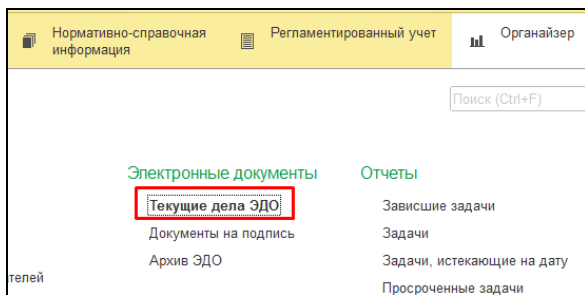 Нормативно-справочная
информация
Регламентированный учет
Органайзер
Поиск (Ctrl+F)
Электронные документы
Отчеты
Текущие дела ЭДО
Зависшие задачи
Документы на подпись
Задачи
Архив ЭДО
Задачи, истекающие на дату
телей
Просроченные задачи